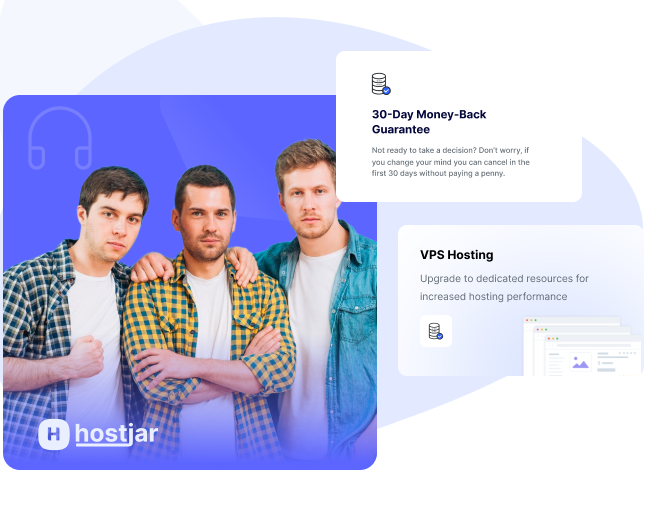 30-Day Money-Back
Guarantee
Not ready to take a decision? Don't worry, if
you change your mind you can cancel in the
first 30 days without paying a penny.
VPS Hosting
Upgrade to dedicated resources for
increased hosting performance
H hostjar